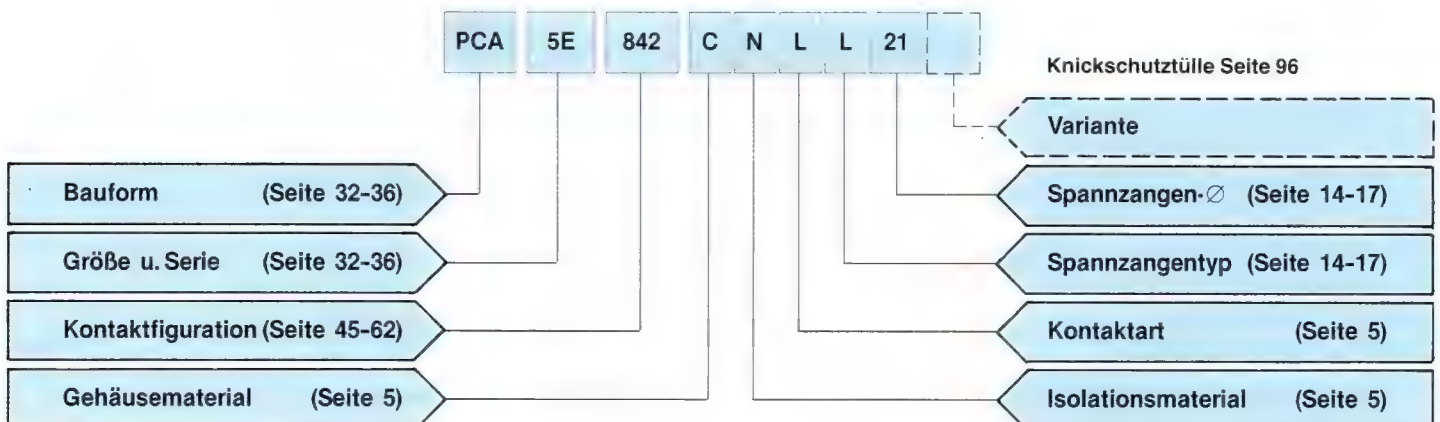 PCA 5E 842 C N L L 21
Knickschutztülle Seite 96
Variante
Bauform (Seite 32-36)
Spannzangen-∅ (Seite 14-17)
Größe u. Serie (Seite 32-36)
Spannzangentyp (Seite 14-17)
Kontaktfiguration (Seite 45-62)
Kontaktart (Seite 5)
Gehäusematerial (Seite 5)
Isolationsmaterial (Seite 5)